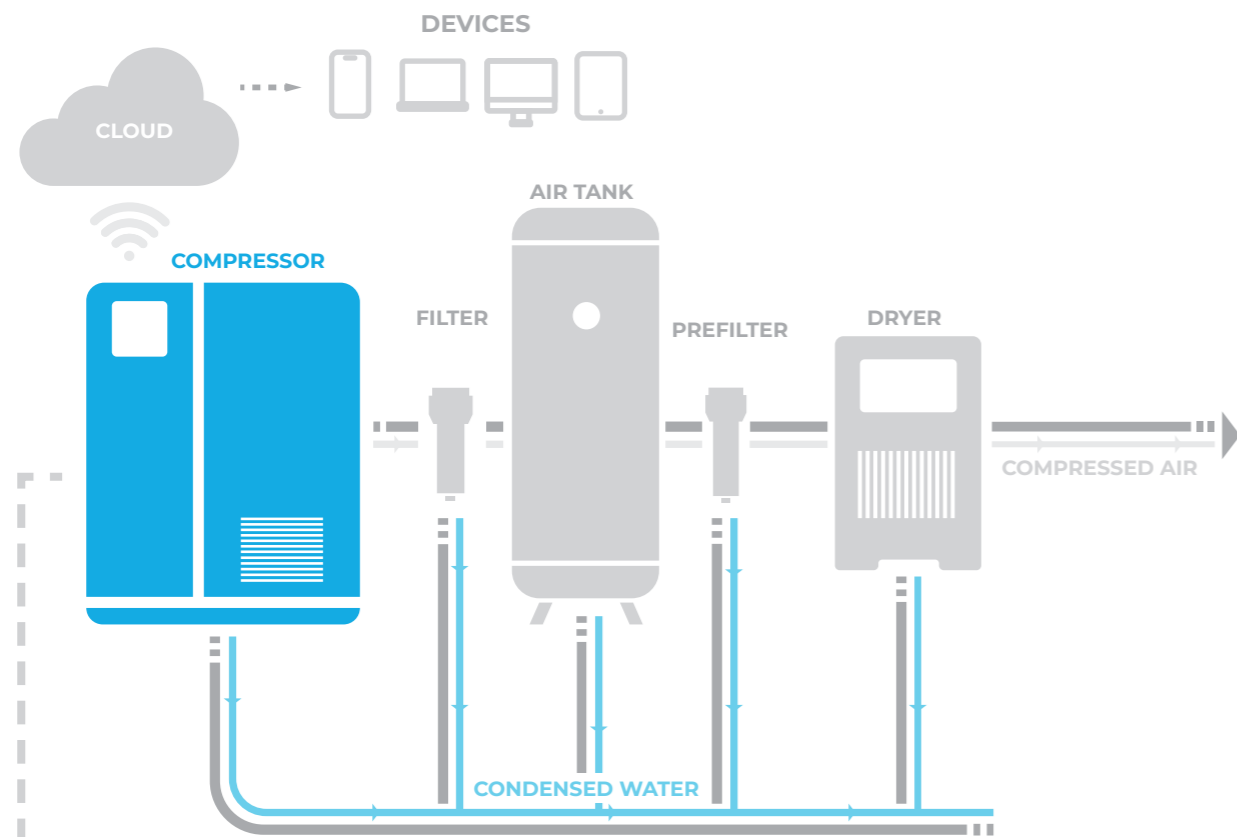 DEVICES
CLOUD
AIR TANK
COMPRESSOR
FILTER
PREFILTER
DRYER
COMPRESSED AIR
CONDENSED WATER